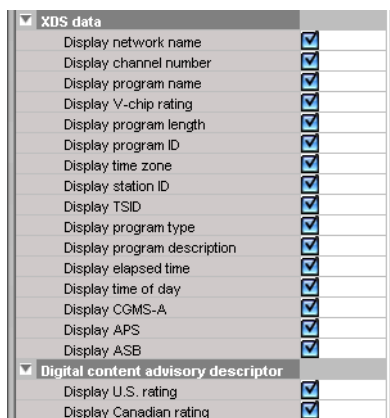 XDS data
Display network name
Display channel number
Display program name
Display V-chip rating
Display program length
Display program ID
Display time zone
Display station ID
Display TSID
Display program type
Display program description
Display elapsed time
Display time of day
Display CGMS-A
Display APS
Display ASB
Digital content advisory descriptor
Display U.S. rating
Display Canadian rating